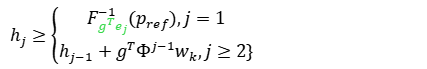 h_j ≥ { F^{-1}_{g^T e_j}(p_{ref}), j = 1
h_{j-1} + g^T Φ^{j-1} w_k, j ≥ 2}